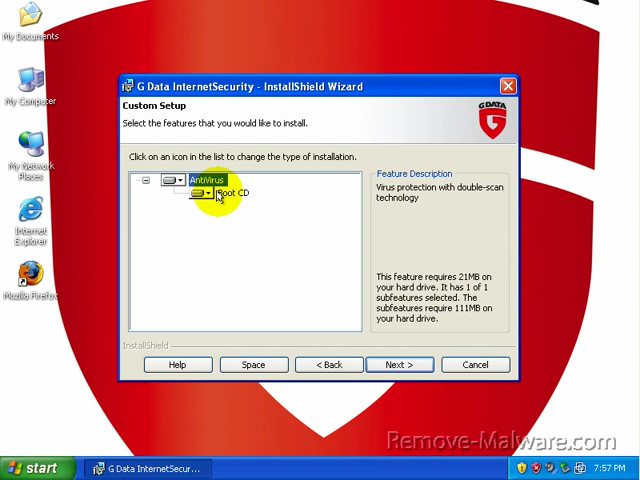 My Documents
My Computer
My Network
Places
Internet
Explorer
Mozilla Firefox
G Data InternetSecurity - InstallShield Wizard
Custom Setup
Select the features that you would like to install.
G DATA
G
Click on an icon in the list to change the type of installation.
AntiVirus
Boot CD
Feature Description
Virus protection with double-scan
technology
This feature requires 21MB on
your hard drive. It has 1 of 1
subfeatures selected. The
subfeatures require 111MB on
your hard drive.
InstallShield
Help
Space
< Back
Next >
Cancel
Remove-Malware.com
start
G Data InternetSecur...
7:57 PM